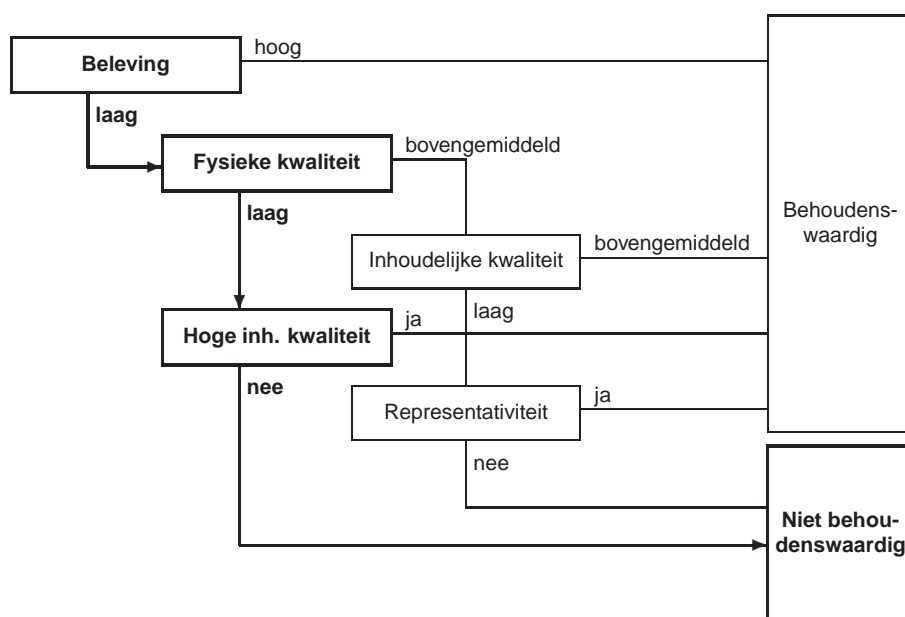 hoog
Beleving
laag
bovengemiddeld
Fysieke kwaliteit
laag
Behoudens-
waardig
bovengemiddeld
Inhoudelijke kwaliteit
laag
ja
Hoge inh. kwaliteit
nee
ja
Representativiteit
nee
Niet behou-
denswaardig